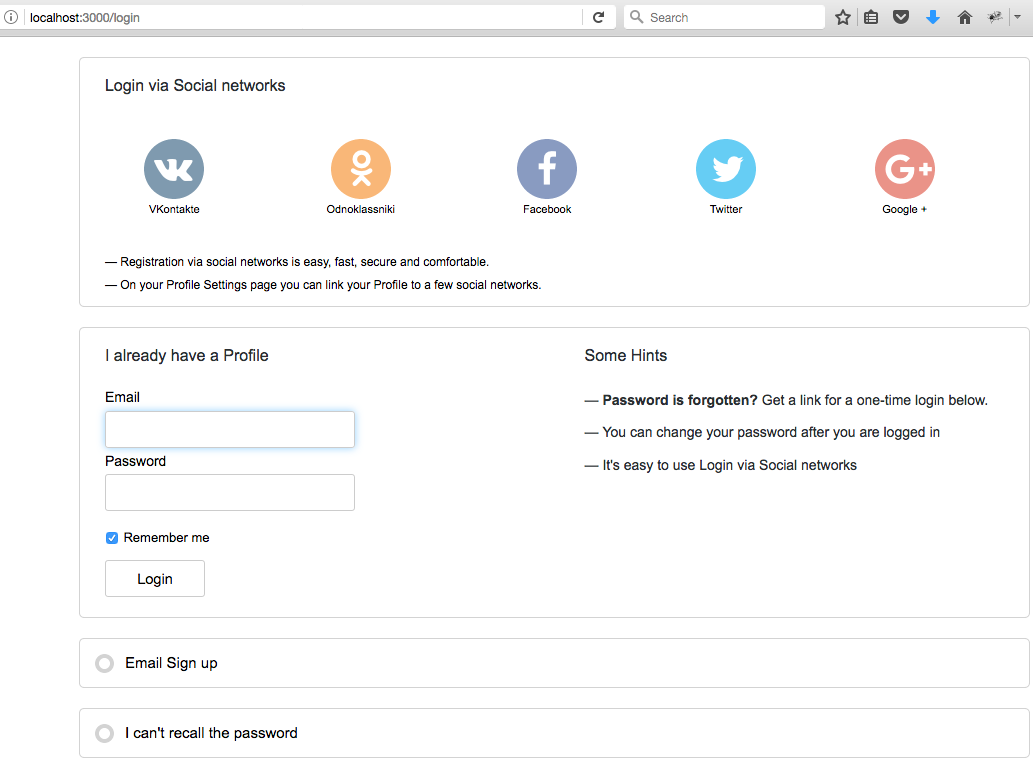 localhost:3000/login
Search
Login via Social networks
VKontakte
Odnoklassniki
Facebook
Twitter
Google +
— Registration via social networks is easy, fast, secure and comfortable.
— On your Profile Settings page you can link your Profile to a few social networks.
I already have a Profile
Email
Password
Remember me
Login
Some Hints
— Password is forgotten? Get a link for a one-time login below.
— You can change your password after you are logged in
— It's easy to use Login via Social networks
Email Sign up
I can't recall the password